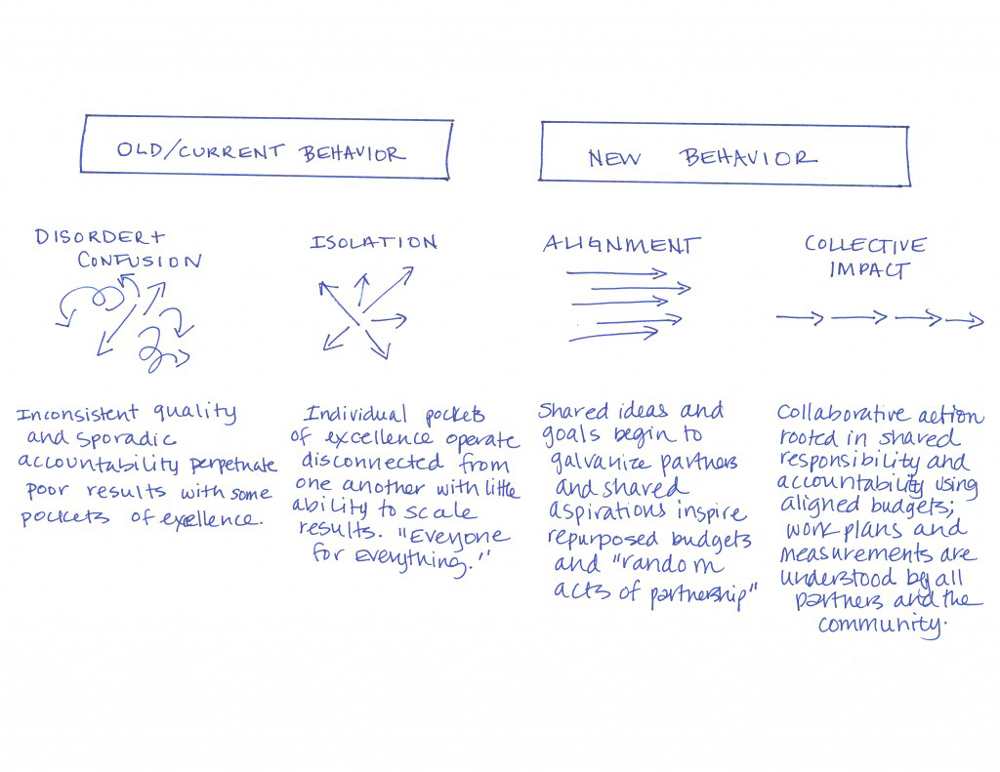 OLD/CURRENT BEHAVIOR
NEW BEHAVIOR
DISORDER +
CONFUSION
Inconsistent quality
and sporadic
accountability perpetuate
poor results with some
pockets of exellence.
ISOLATION
Individual pockets
of excellence operate
disconnected from
one another with little
ability to scale
results. "Everyone
for everything."
ALIGNMENT
Shared ideas and
goals begin to
galvanize partners
and shared
aspirations inspire
repurposed budgets
and "random
acts of partnership"
COLLECTIVE
IMPACT
Collaborative action
rooted in shared
responsibility and
accountability using
aligned budgets;
work plans and
measurements are
understood by all
partners and the
community.